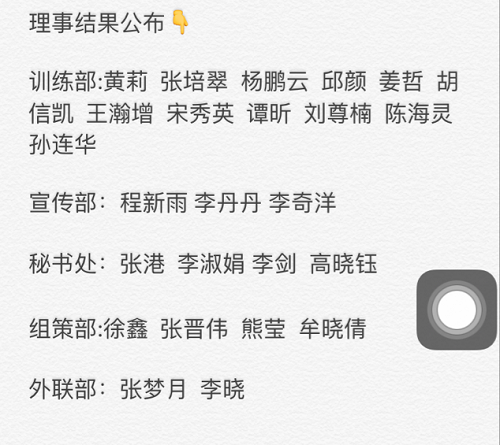 理事结果公布👇
训练部:黄莉 张培翠 杨鹏云 邱颜 姜哲 胡
信凯 王瀚增 宋秀英 谭昕 刘尊楠 陈海灵
孙连华
宣传部：程新雨 李丹丹 李奇洋
秘书处：张港 李淑娟 李剑 高晓钰
组策部:徐鑫 张晋伟 熊莹 牟晓倩
外联部：张梦月 李晓